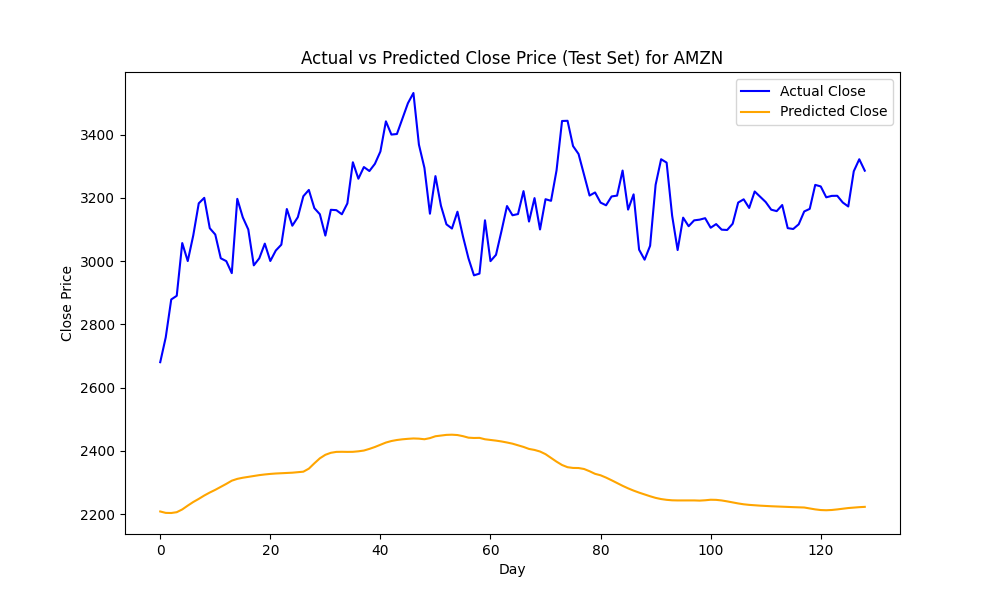 Actual vs Predicted Close Price (Test Set) for AMZN
Actual Close
Predicted Close
3400
3200
3000
2800
2600
2400
2200
Close Price
0 20 40 60 80 100 120
Day